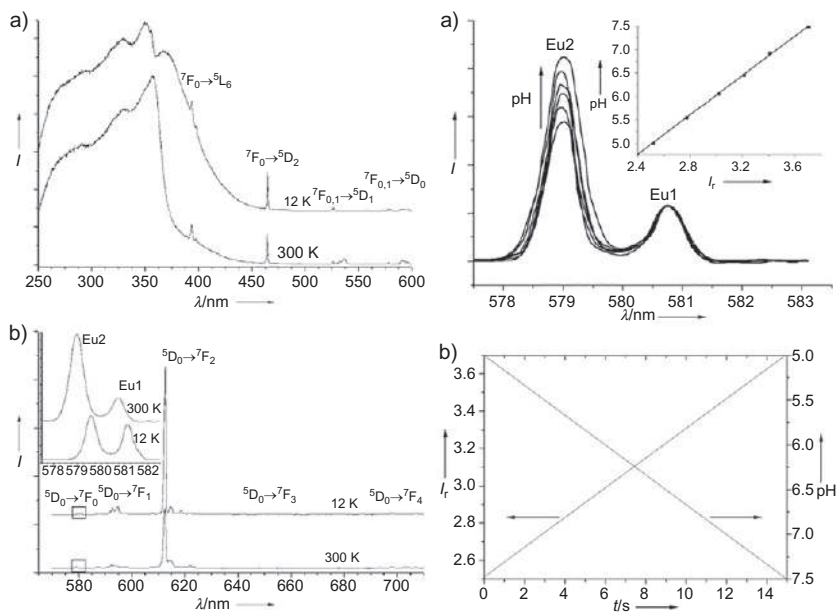 a)
⁷F₀→⁵L₆
⁷F₀→⁵D₂
⁷F₀,₁→⁵D₀
12 K ⁷F₀,₁→⁵D₁
300 K
I
250 300 350 400 450 500 550 600
λ/nm
b)
Eu2
Eu1
300 K
12 K
578 579 580 581 582
⁵D₀→⁷F₂
⁵D₀→⁷F₀ ⁵D₀→⁷F₁
⁵D₀→⁷F₃
⁵D₀→⁷F₄
12 K
300 K
I
580 600 620 640 660 680 700
λ/nm
a)
Eu2
pH
Eu1
I
7.5
7.0
6.5
6.0
5.5
5.0
pH
2.4 2.8 3.2 3.6
Iᵣ
578 579 580 581 582 583
λ/nm
b)
3.6
3.4
3.2
3.0
2.8
2.6
Iᵣ
5.0
5.5
6.0
6.5
7.0
7.5
pH
0 2 4 6 8 10 15
t/s